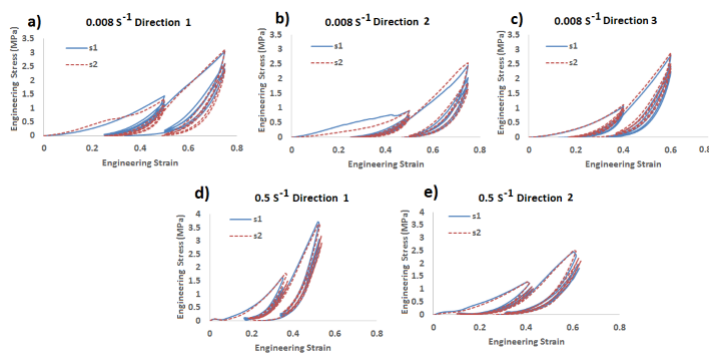 a) 0.008 S⁻¹ Direction 1
Engineering Stress (MPa)
3.5
3
2.5
2
1.5
1
0.5
0
s1
s2
0 0.2 0.4 0.6 0.8
Engineering Strain
b) 0.008 S⁻¹ Direction 2
Engineering Stress (MPa)
3.5
3
2.5
2
1.5
1
0.5
0
s1
s2
0 0.2 0.4 0.6 0.8
Engineering Strain
c) 0.008 S⁻¹ Direction 3
Engineering Stress (MPa)
3.5
3
2.5
2
1.5
1
0.5
0
s1
s2
0 0.2 0.4 0.6 0.8
Engineering Strain
d) 0.5 S⁻¹ Direction 1
Engineering Stress (MPa)
4
3.5
3
2.5
2
1.5
1
0.5
0
s1
s2
0 0.2 0.4 0.6 0.8
Engineering Strain
e) 0.5 S⁻¹ Direction 2
Engineering Stress (MPa)
4
3.5
3
2.5
2
1.5
1
0.5
0
s1
s2
0 0.2 0.4 0.6 0.8
Engineering Strain